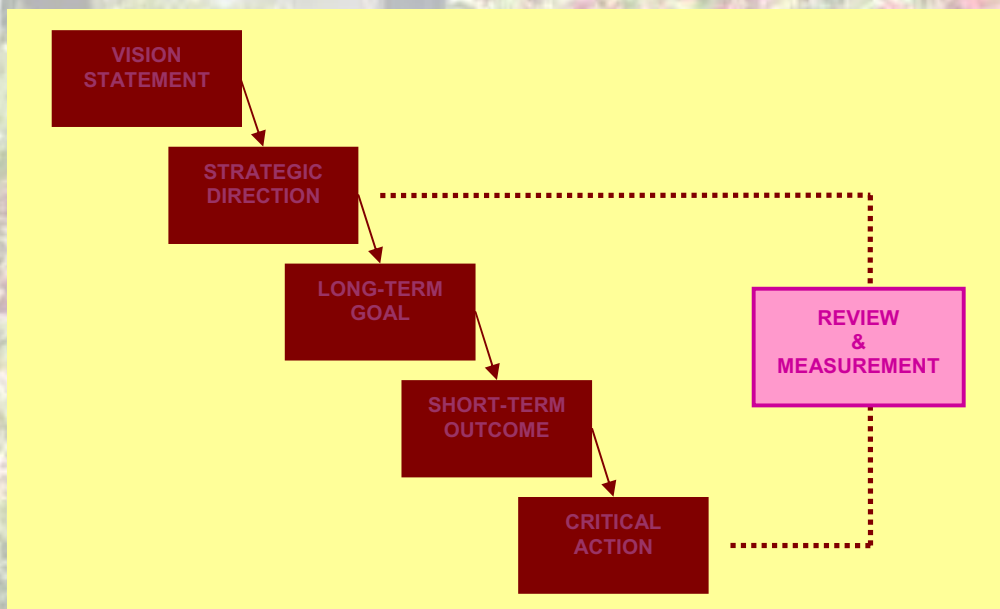 VISION
STATEMENT
STRATEGIC
DIRECTION
LONG-TERM
GOAL
REVIEW
&
MEASUREMENT
SHORT-TERM
OUTCOME
CRITICAL
ACTION